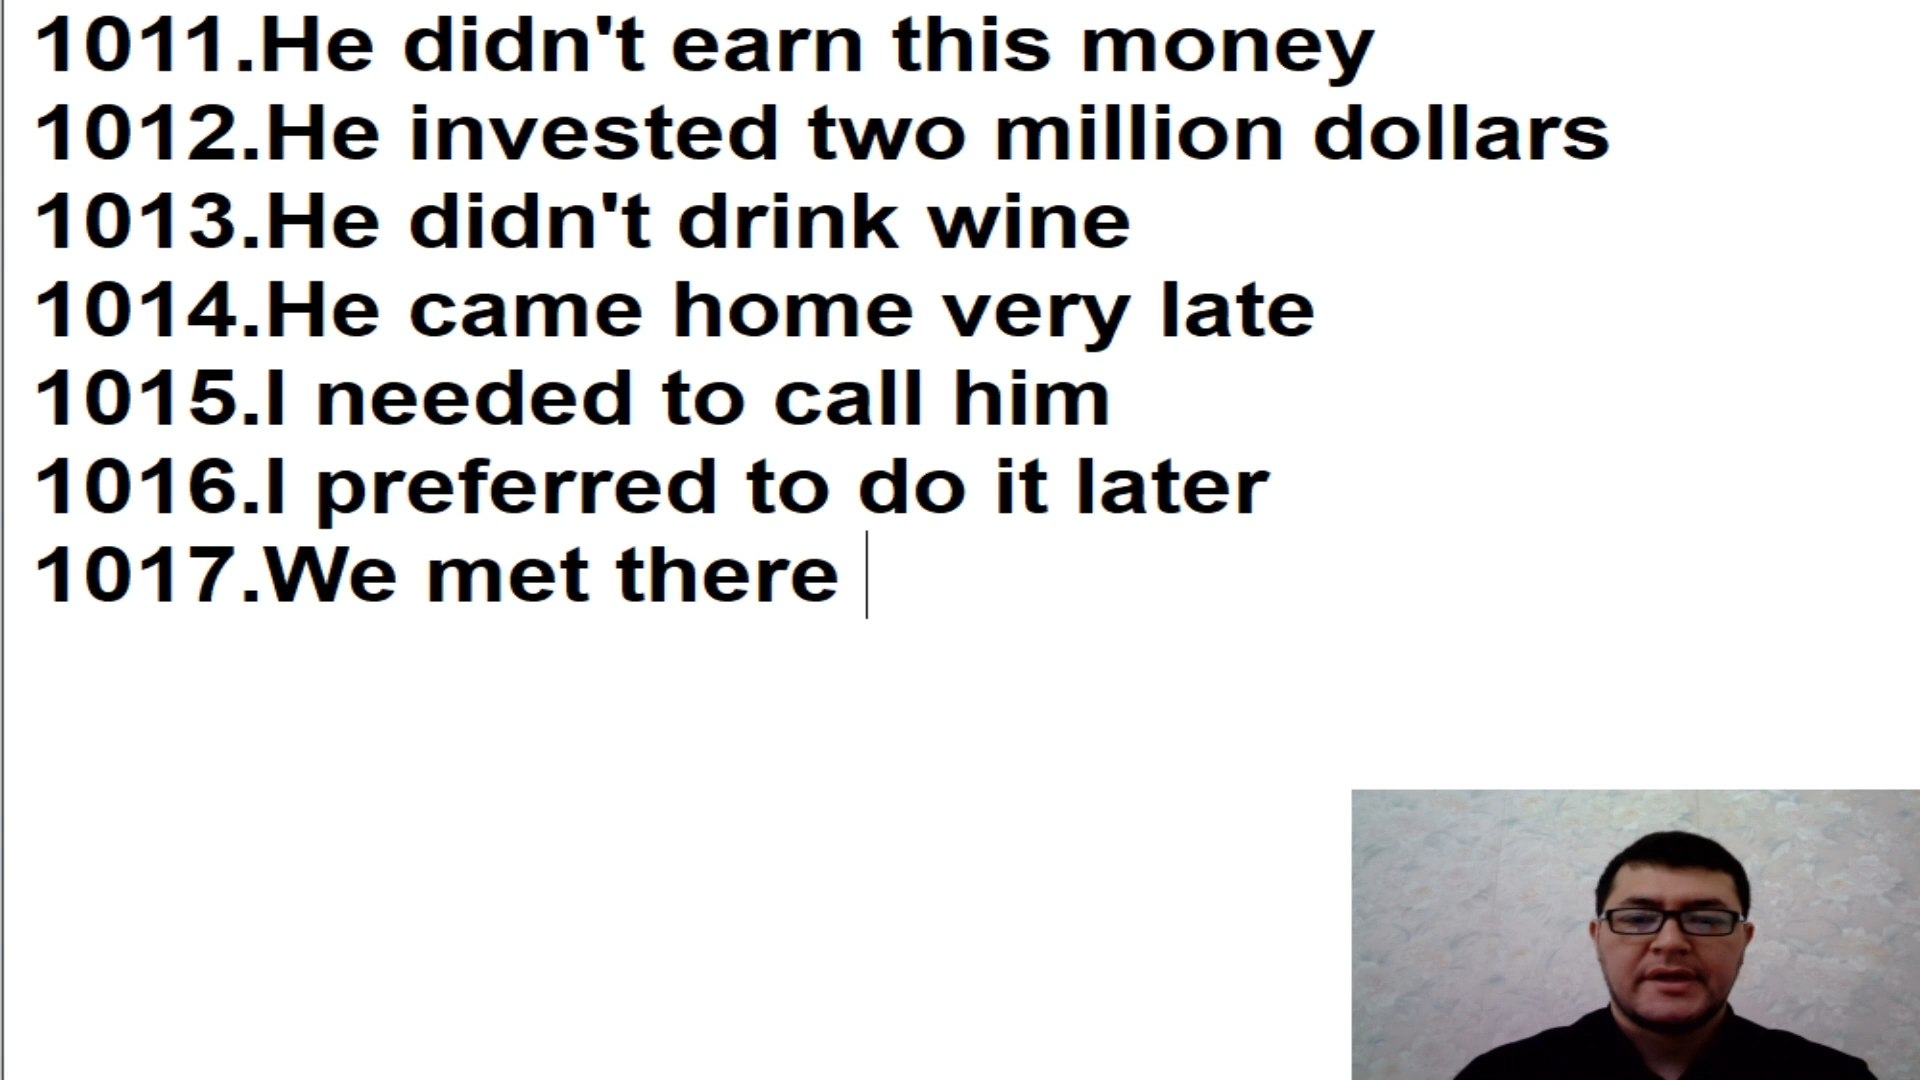 1011.He didn't earn this money
1012.He invested two million dollars
1013.He didn't drink wine
1014.He came home very late
1015.I needed to call him
1016.I preferred to do it later
1017.We met there